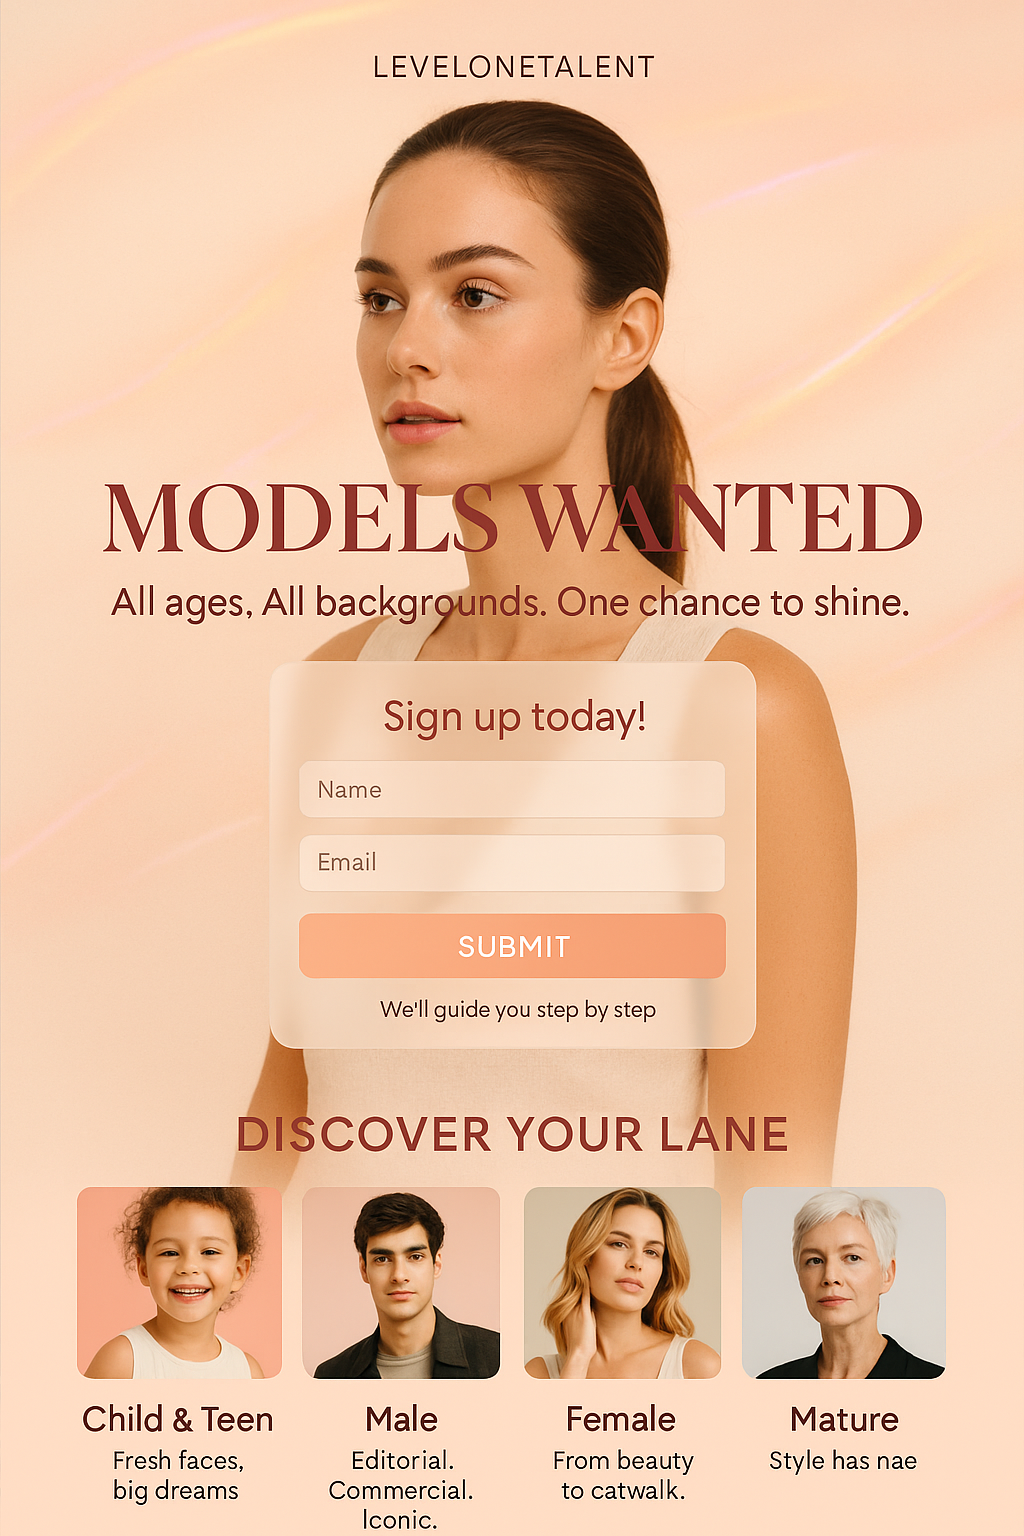 LEVELONETALENT
MODELS WANTED
All ages, All backgrounds. One chance to shine.
Sign up today!
Name
Email
SUBMIT
We'll guide you step by step
DISCOVER YOUR LANE
Child & Teen
Fresh faces,
big dreams
Male
Editorial.
Commercial.
Iconic.
Female
From beauty
to catwalk.
Mature
Style has nae